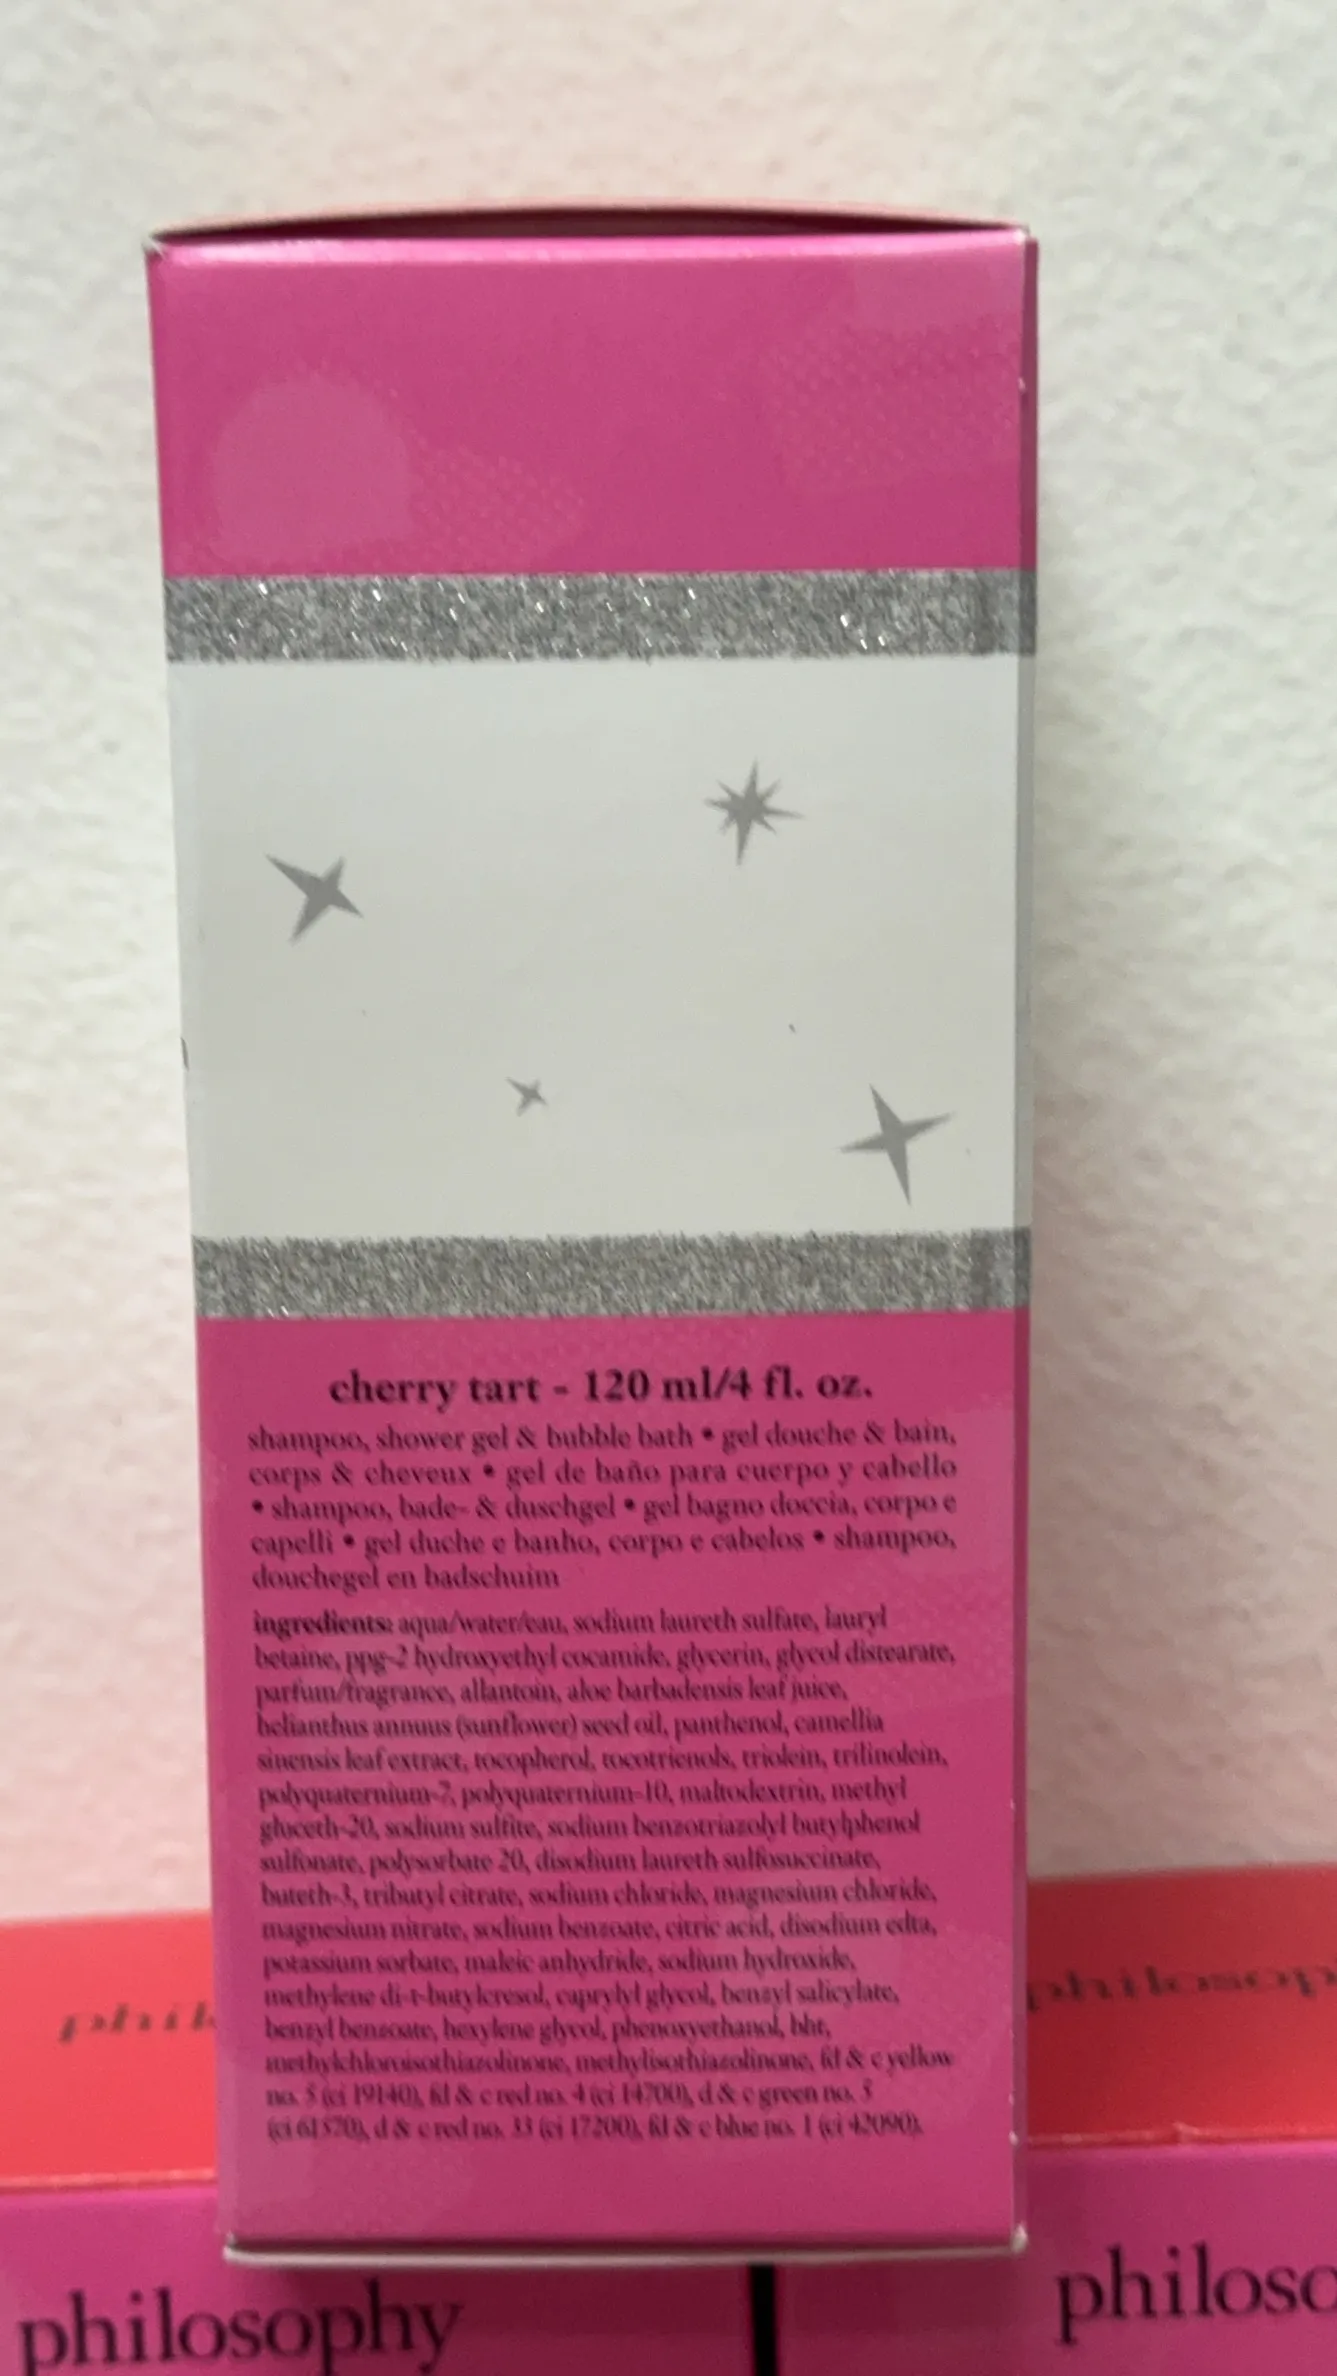 cherry tart - 120 ml/4 fl. oz.
shampoo, shower gel & bubble bath • gel douche & bain,
corps & cheveux • gel de baño para cuerpo y cabello
• shampoo, bade- & duschgel • gel bagno doccia, corpo e
capelli • gel duche e banho, corpo e cabelos • shampoo,
douchegel en badschuim
ingredients: aqua/water/eau, sodium laureth sulfate, lauryl
betaine, ppg-2 hydroxyethyl cocamide, glycerin, glycol distearate,
parfum/fragrance, allantoin, aloe barbadensis leaf juice,
helianthus annuus (sunflower) seed oil, panthenol, camellia
sinensis leaf extract, tocopherol, tocotrienols, triolein, trilinolein,
polyquaternium-7, polyquaternium-10, maltodextrin, methyl
gluceth-20, sodium sulfite, sodium benzotriazolyl butylphenol
sulfonate, polysorbate 20, disodium laureth sulfosuccinate,
buteth-3, tributyl citrate, sodium chloride, magnesium chloride,
magnesium nitrate, sodium benzoate, citric acid, disodium edta,
potassium sorbate, maleic anhydride, sodium hydroxide,
methylene di-t-butylcresol, caprylyl glycol, benzyl salicylate,
benzyl benzoate, hexylene glycol, phenoxyethanol, bht,
methylchloroisothiazolinone, methylisothiazolinone, fd & c yellow
no. 5 (ci 19140), fd & c red no. 4 (ci 14700), d & c green no. 5
(ci 61570), d & c red no. 33 (ci 17200), fd & c blue no. 1 (ci 42090).
phil
philosop
philosophy
philoso